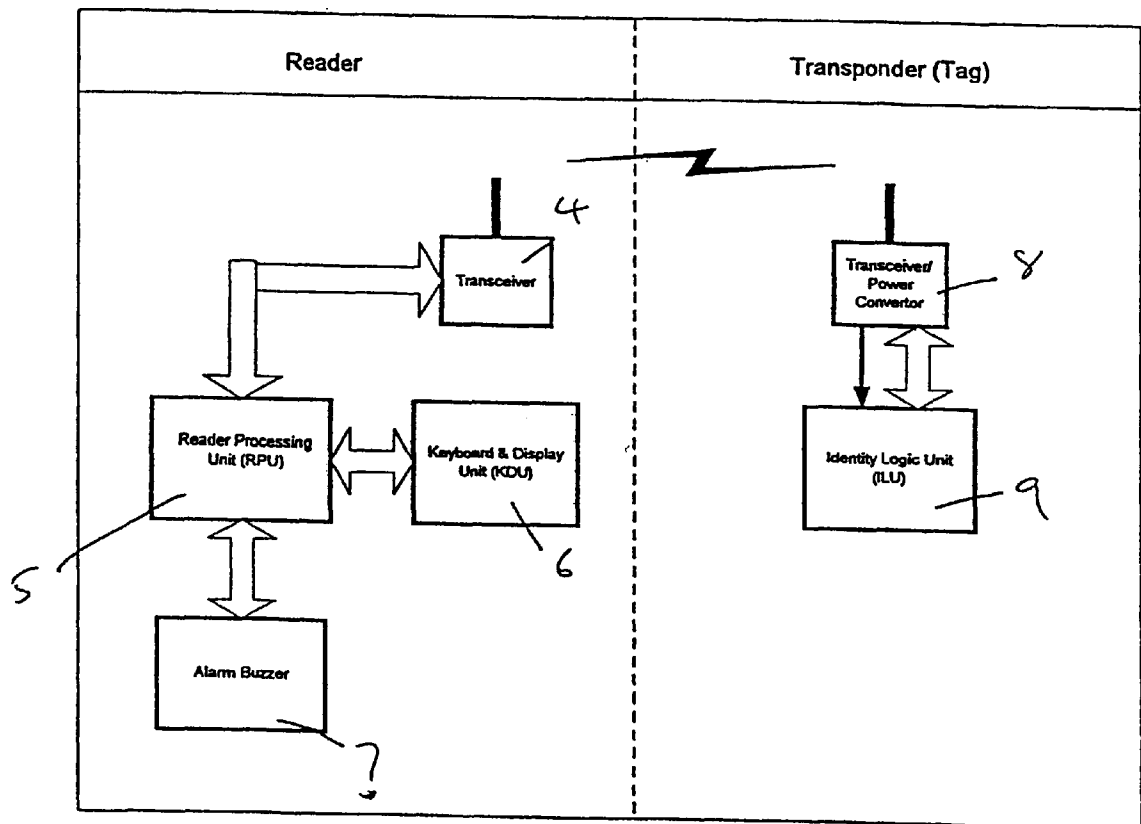 Reader
Transponder (Tag)
4
Transceiver
Transceiver/
Power
Convertor
8
Reader Processing
Unit (RPU)
Keyboard & Display
Unit (KDU)
Identity Logic Unit
(ILU)
9
6
5
Alarm Buzzer
7